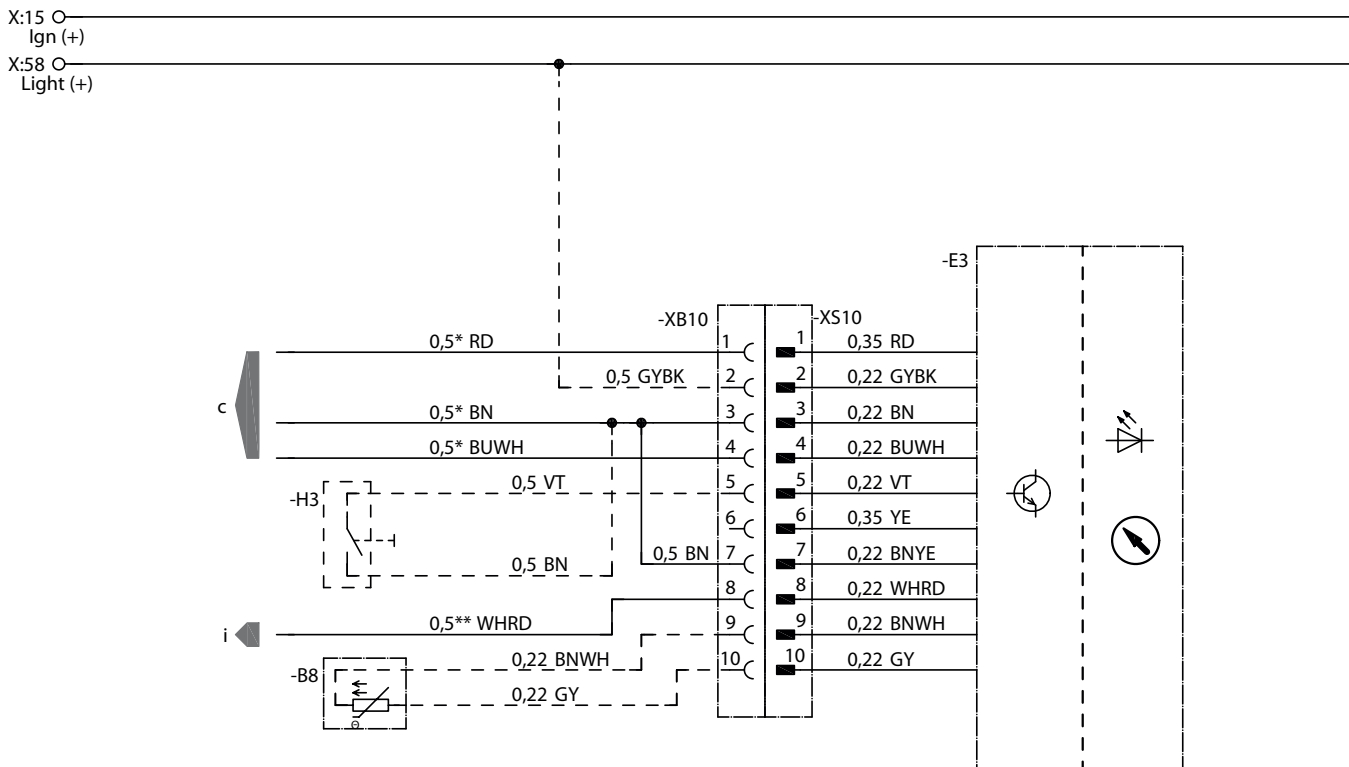 X:15
Ign (+)
X:58
Light (+)
-E3
-XB10
-XS10
0,5* RD
1
1
0,35 RD
0,5 GYBK
2
2
0,22 GYBK
c
0,5* BN
3
3
0,22 BN
0,5* BUWH
4
4
0,22 BUWH
-H3
0,5 VT
5
5
0,22 VT
6
6
0,35 YE
0,5 BN
0,5 BN
7
7
0,22 BNYE
8
8
0,22 WHRD
i
0,5** WHRD
9
9
0,22 BNWH
-B8
0,22 BNWH
10
10
0,22 GY
0,22 GY
Θ